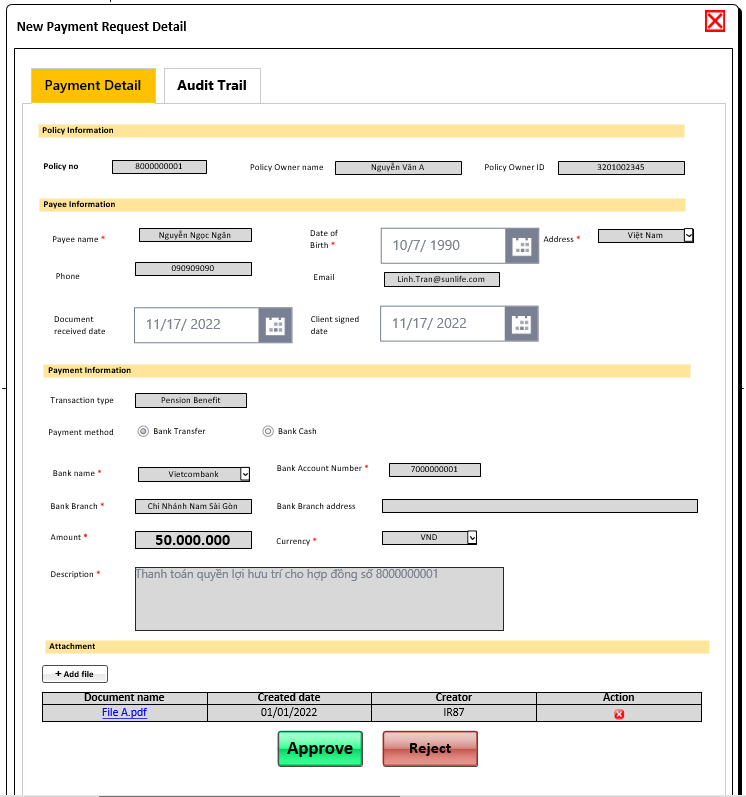 New Payment Request Detail
Payment Detail Audit Trail
Policy Information
Policy no 8000000001 Policy Owner name Nguyễn Văn A Policy Owner ID 3201002345
Payee Information
Payee name * Nguyễn Ngọc Ngân Date of Birth * 10/7/ 1990 Address * Việt Nam
Phone 090909090 Email Linh.Tran@sunlife.com
Document received date 11/17/ 2022 Client signed date 11/17/ 2022
Payment Information
Transaction type Pension Benefit
Payment method Bank Transfer Bank Cash
Bank name * Vietcombank Bank Account Number * 7000000001
Bank Branch * Chi Nhánh Nam Sài Gòn Bank Branch address
Amount * 50.000.000 Currency * VND
Description * Thanh toán quyền lợi hưu trí cho hợp đồng số 8000000001
Attachment
+ Add file
Document name Created date Creator Action
File A.pdf 01/01/2022 IR87
Approve Reject